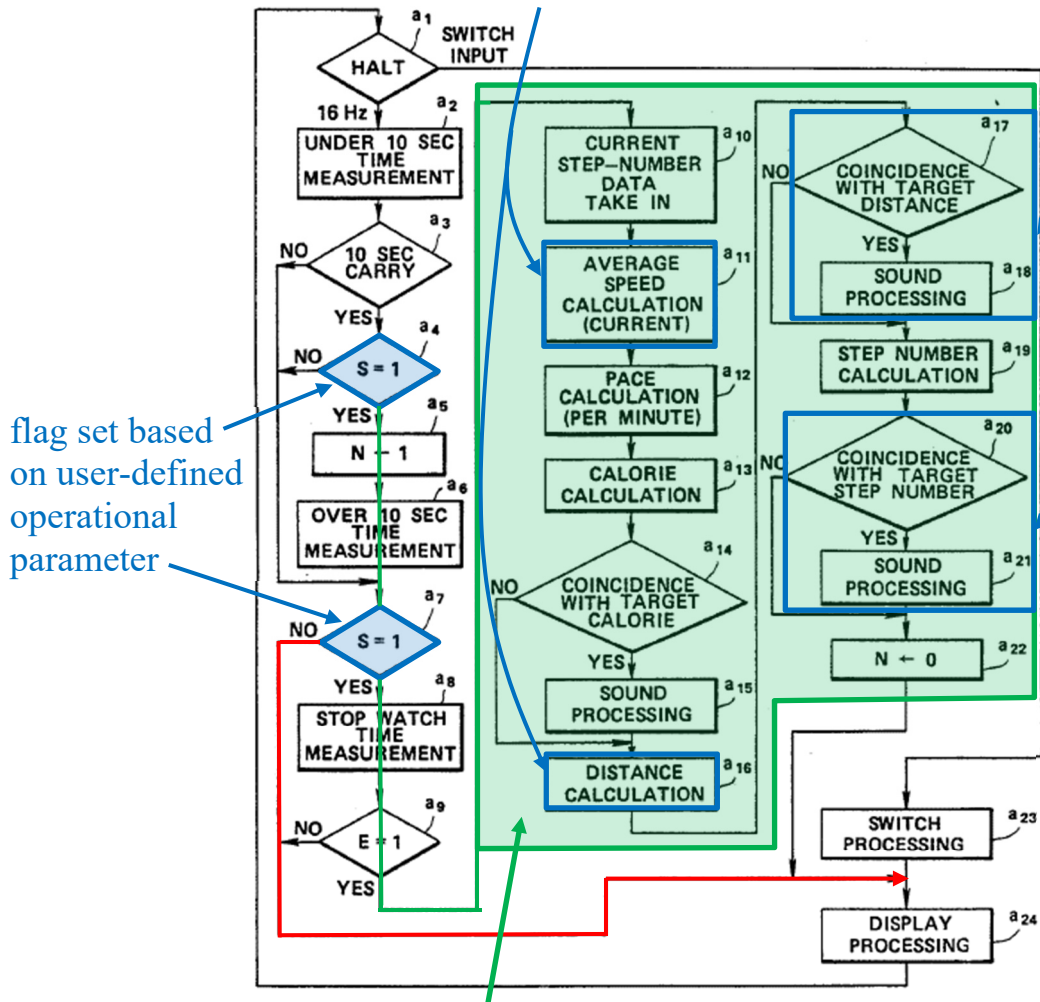 a1
SWITCH
INPUT
HALT
16 Hz
a2
UNDER 10 SEC
TIME
MEASUREMENT
a3
NO
10 SEC
CARRY
YES
a4
NO
S = 1
YES
a5
N – 1
a6
OVER 10 SEC
TIME
MEASUREMENT
a7
NO
S = 1
YES
a8
STOP WATCH
TIME
MEASUREMENT
a9
NO
E = 1
YES
flag set based
on user-defined
operational
parameter
a10
CURRENT
STEP–NUMBER
DATA
TAKE IN
a11
AVERAGE
SPEED
CALCULATION
(CURRENT)
a12
PACE
CALCULATION
(PER MINUTE)
a13
CALORIE
CALCULATION
a14
NO
COINCIDENCE
WITH TARGET
CALORIE
YES
a15
SOUND
PROCESSING
a16
DISTANCE
CALCULATION
a17
NO
COINCIDENCE
WITH TARGET
DISTANCE
YES
a18
SOUND
PROCESSING
a19
STEP NUMBER
CALCULATION
a20
NO
COINCIDENCE
WITH TARGET
STEP NUMBER
YES
a21
SOUND
PROCESSING
a22
N ← 0
a23
SWITCH
PROCESSING
a24
DISPLAY
PROCESSING